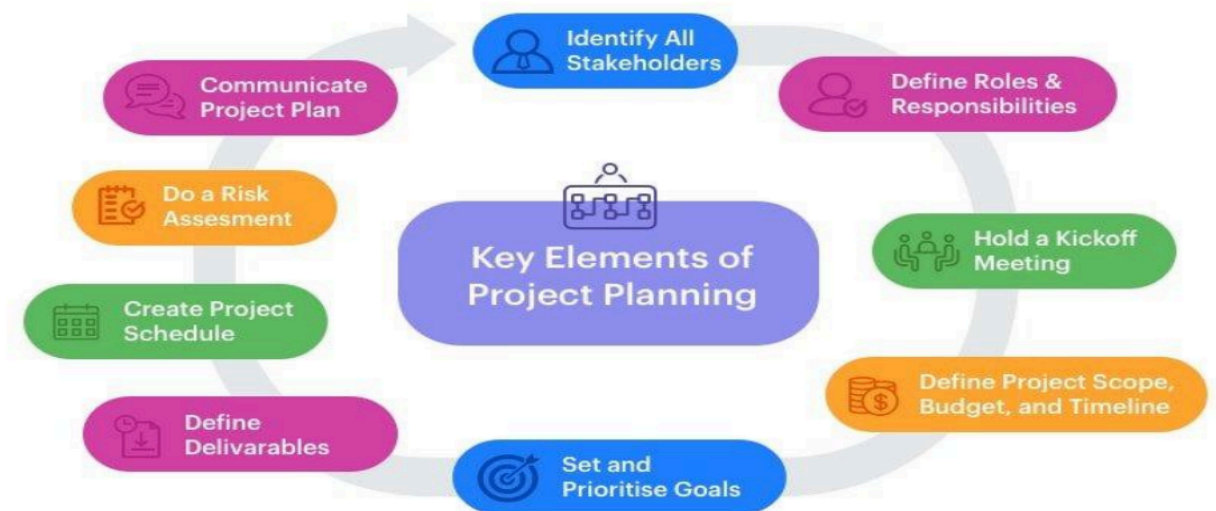 Identify All
Stakeholders
Define Roles &
Responsibilities
Hold a Kickoff
Meeting
Define Project Scope,
Budget, and Timeline
Set and
Prioritise Goals
Define
Delivarables
Create Project
Schedule
Do a Risk
Assesment
Communicate
Project Plan
Key Elements of
Project Planning
$